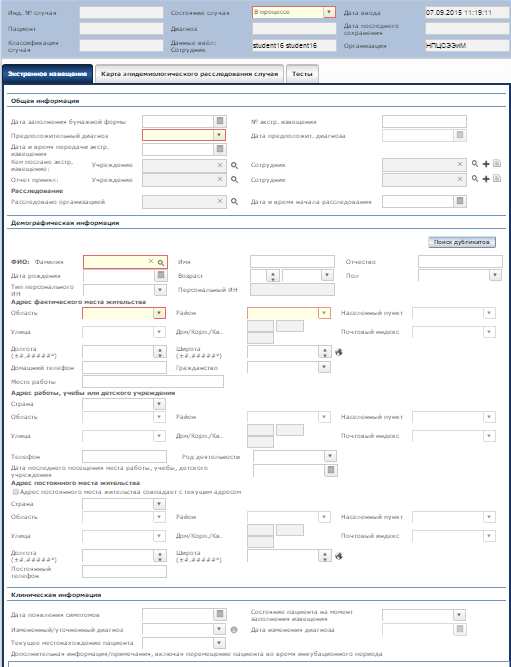 Инд. № случая Состояние случая В процессе Дата ввода 07.09.2015 11:19:11
Пациент Диагноз Дата последнего сохранения
Классификация случая Данные ввёл: Сотрудник student16 student16 Организация НПЦСЭЭиМ
Экстренное извещение Карта эпидемиологического расследования случая Тесты
Общая информация
Дата заполнения бумажной формы № экстр. извещения
Предположительный диагноз Дата предположит. диагноза
Дата и время передачи экстр. извещения
Кем послано экстр. извещение: Учреждение Сотрудник
Отчет принял: Учреждение Сотрудник
Расследование
Расследовано организацией Дата и время начала расследования
Демографическая информация
Поиск дубликатов
ФИО: Фамилия Имя Отчество
Дата рождения Возраст Пол
Тип персонального ИН Персональный ИН
Адрес фактического места жительства
Область Район Населенный пункт
Улица Дом/Корп./Кв. Почтовый индекс
Долгота (±#.#####°) Широта (±#.#####°)
Домашний телефон Гражданство
Место работы
Адрес работы, учебы или детского учреждения
Страна
Область Район Населенный пункт
Улица Дом/Корп./Кв. Почтовый индекс
Телефон Род деятельности
Дата последнего посещения места работы, учебы, детского учреждения
Адрес постоянного места жительства
Адрес постоянного места жительства совпадает с текущим адресом
Страна
Область Район Населенный пункт
Улица Дом/Корп./Кв. Почтовый индекс
Долгота (±#.#####°) Широта (±#.#####°)
Постоянный телефон
Клиническая информация
Дата появления симптомов Состояние пациента на момент заполнения извещения
Измененный/уточненный диагноз Дата изменения диагноза
Текущее местонахождение пациента
Дополнительная информация/примечания, включая перемещение пациента во время инкубационного периода